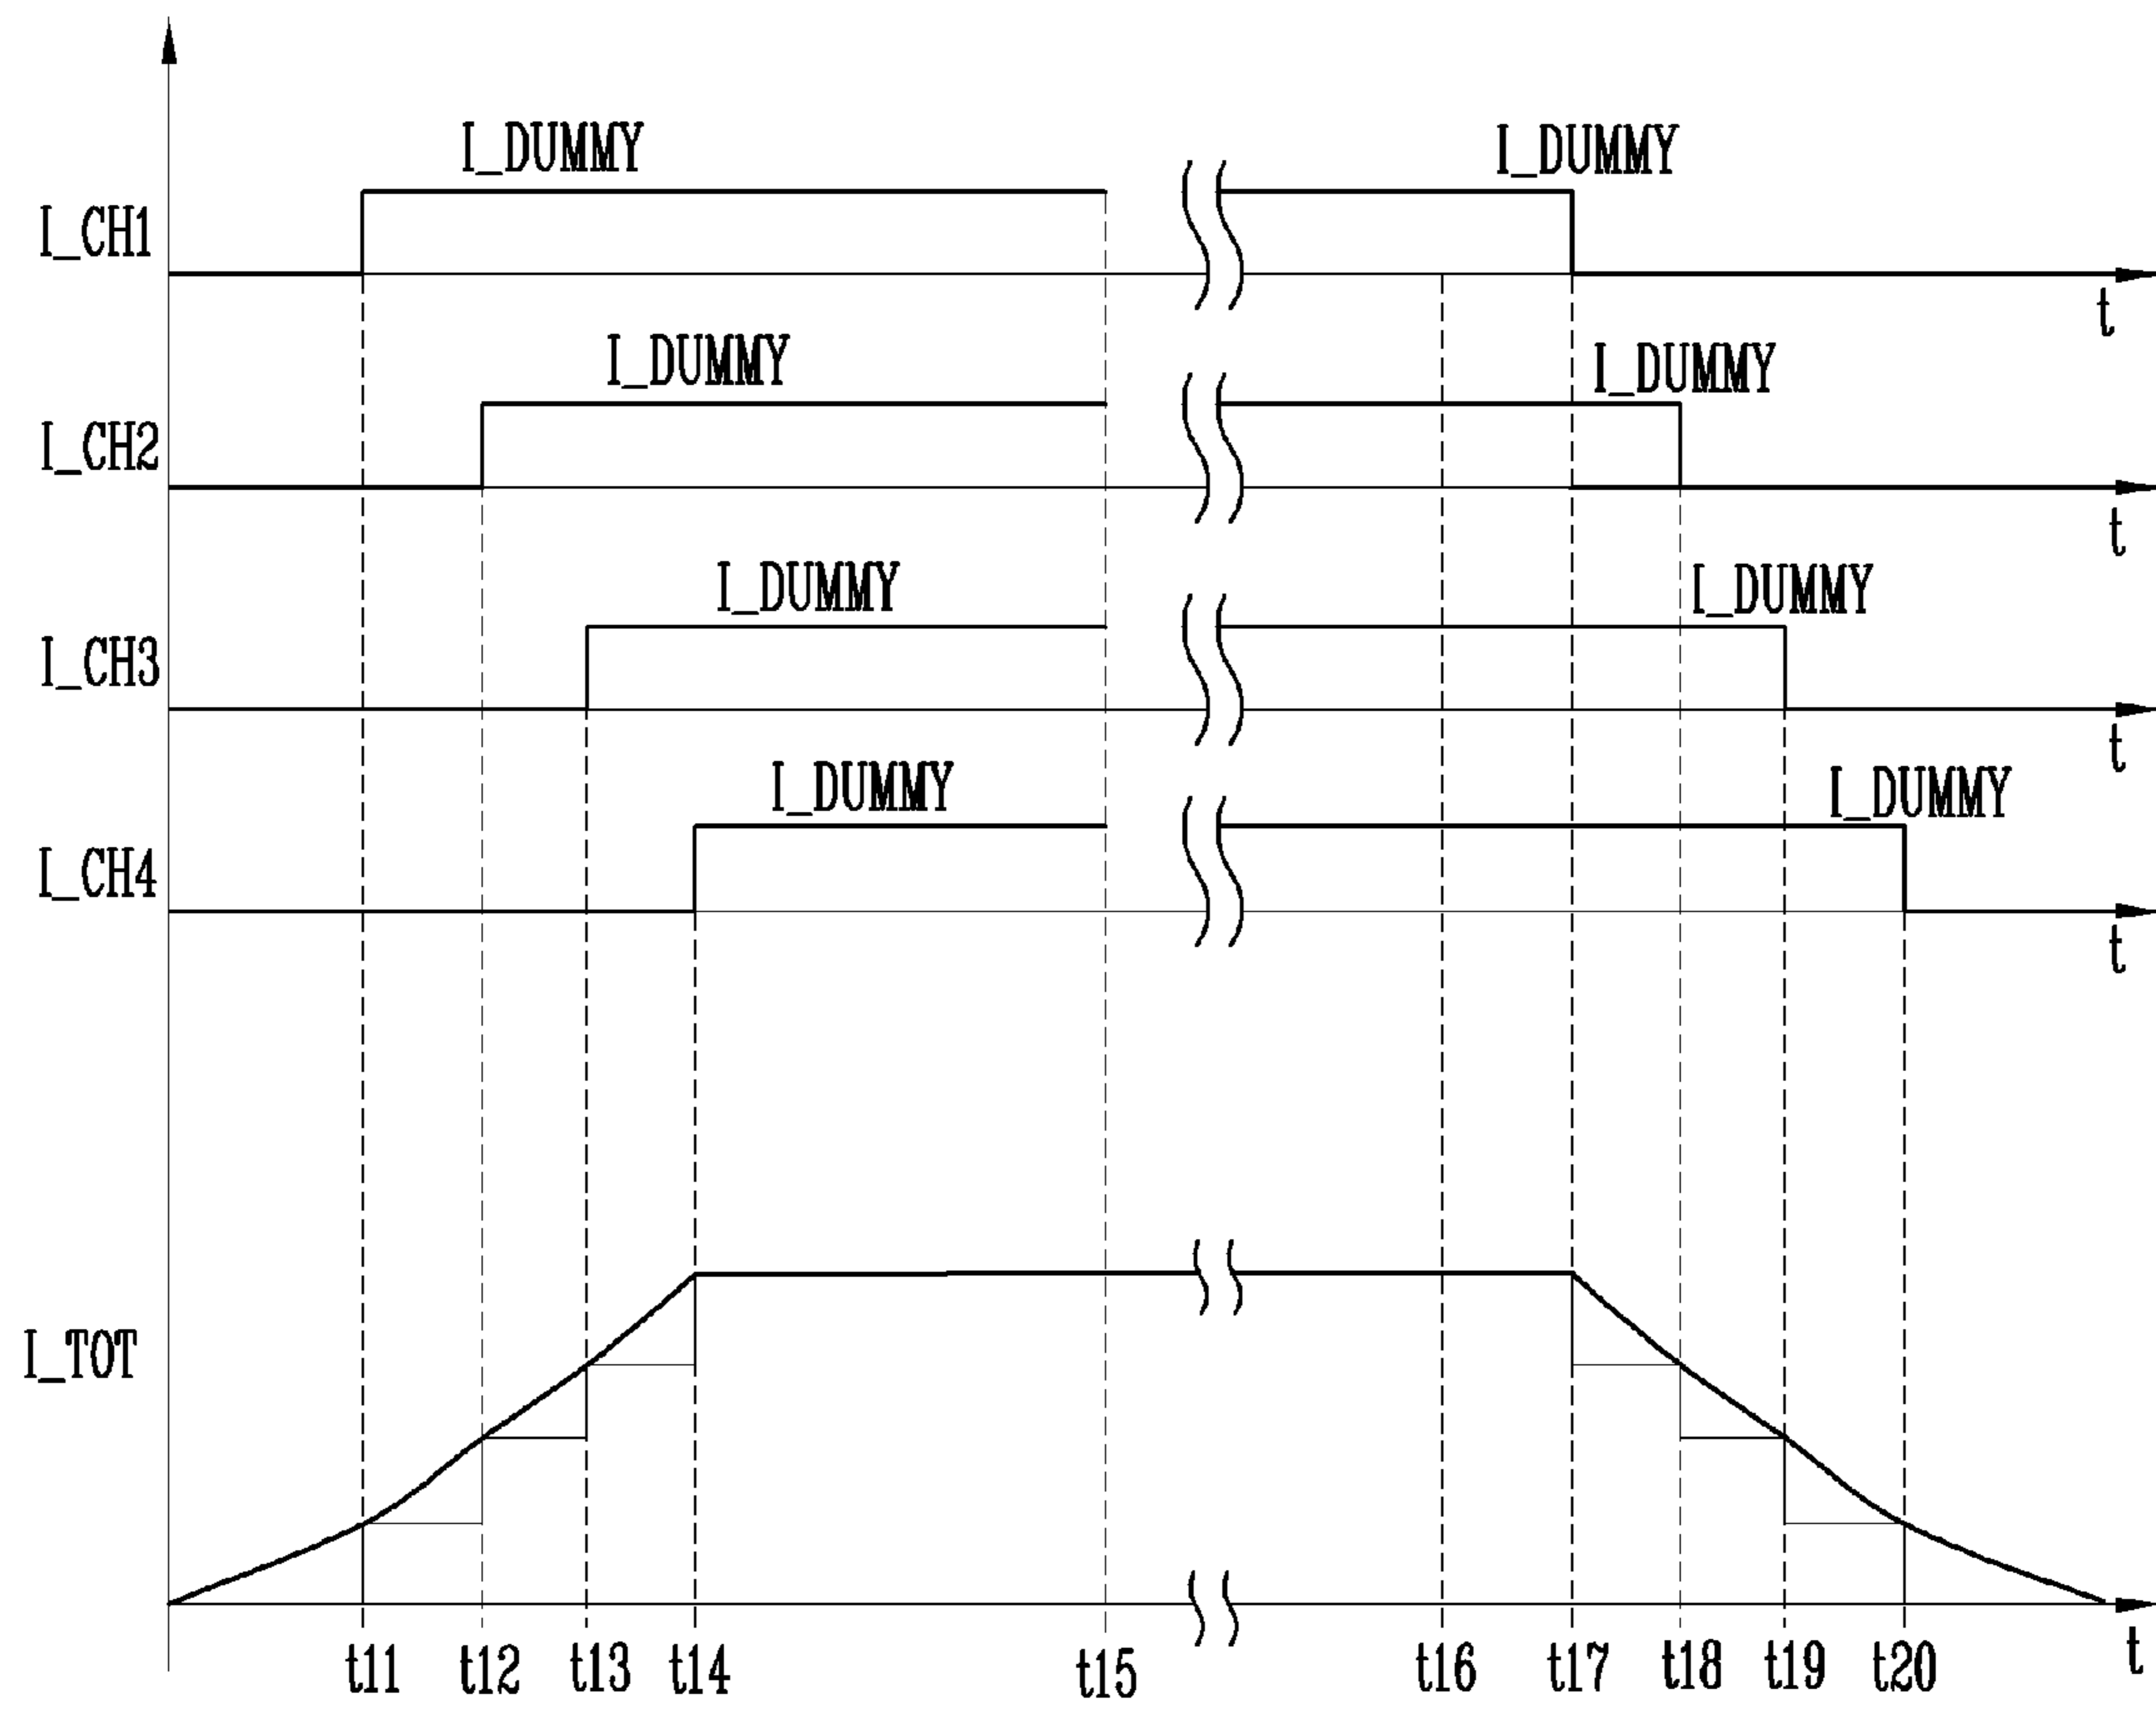 I_DUMMY I_DUMMY
I_CH1
t
I_DUMMY I_DUMMY
I_CH2
t
I_DUMMY I_DUMMY
I_CH3
t
I_DUMMY I_DUMMY
I_CH4
t
I_TOT
t11 t12 t13 t14 t15 t16 t17 t18 t19 t20 t